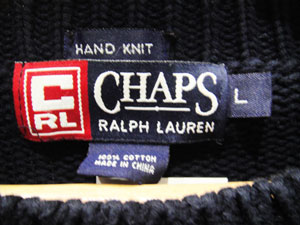 HAND KNIT
C
RL
CHAPS
RALPH LAUREN
L
100% COTTON
MADE IN CHINA